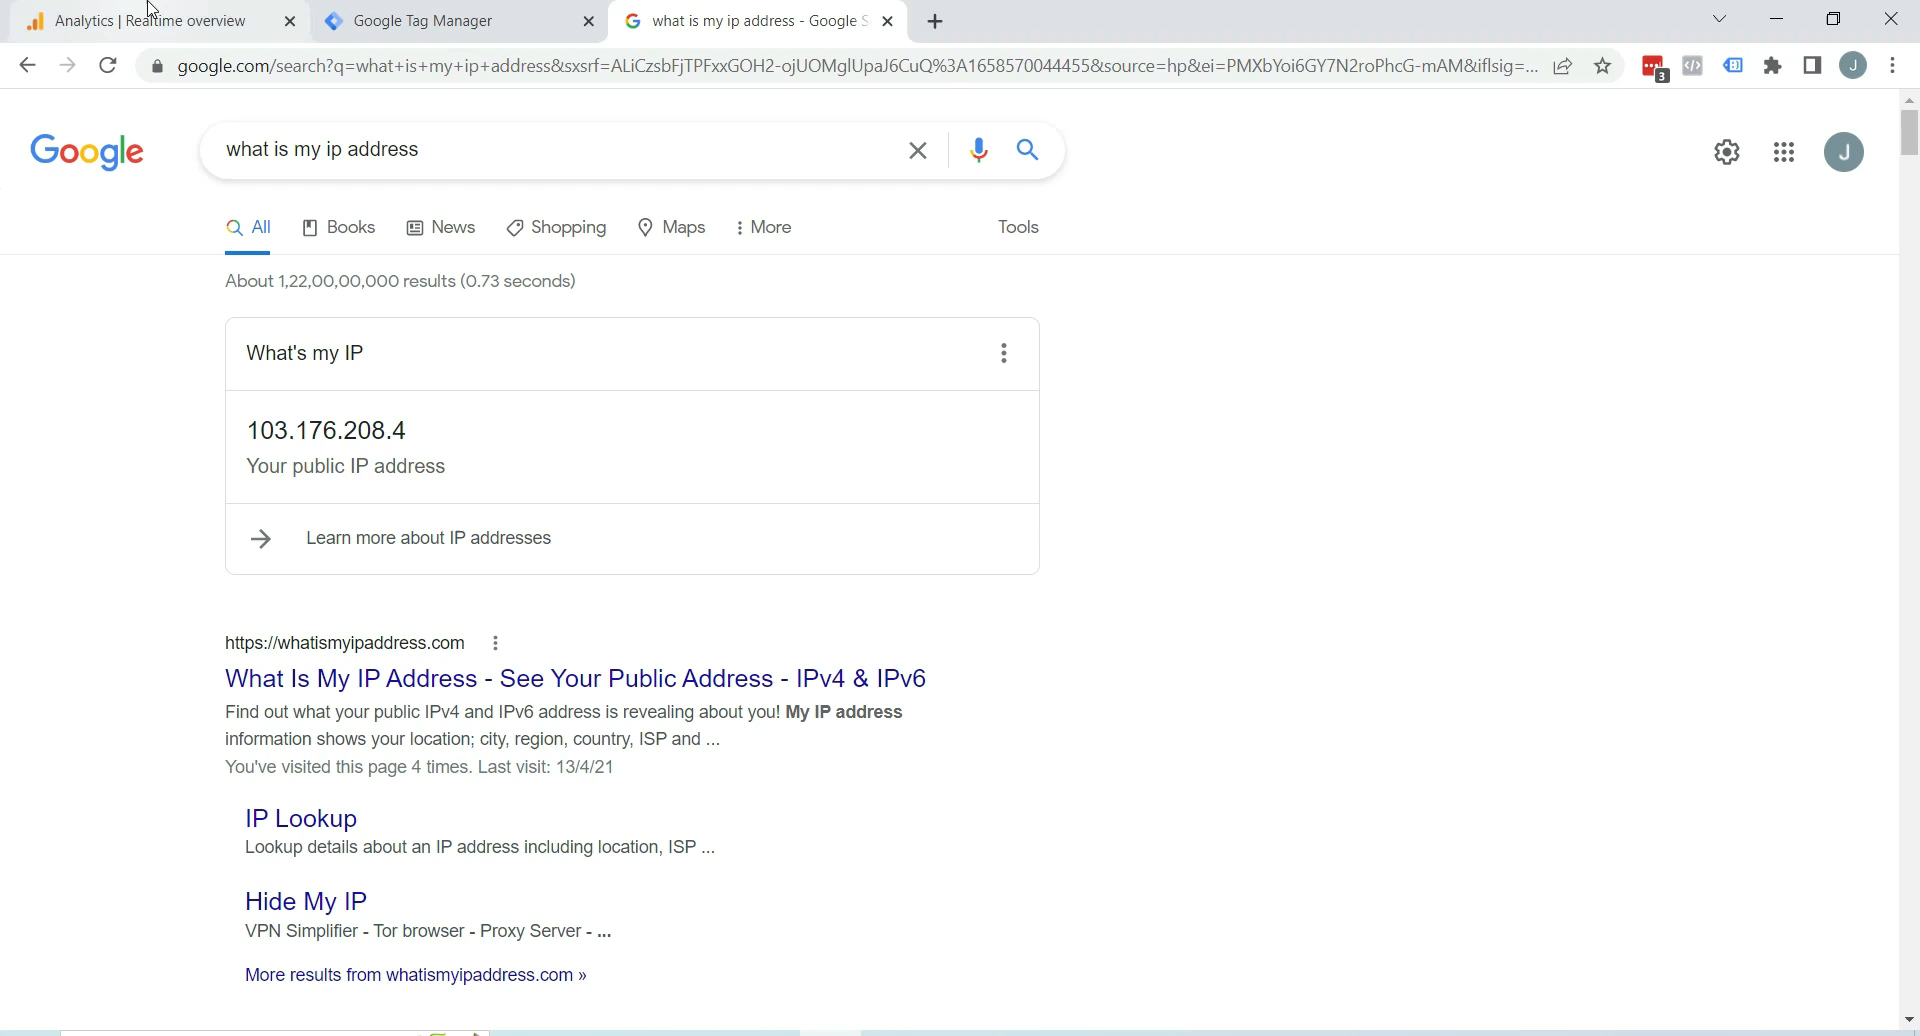 Analytics | Realtime overview
Google Tag Manager
what is my ip address - Google S
google.com/search?q=what+is+my+ip+address&sxsrf=ALiCzsbFjTPFxxGOH2-ojUOMglUpaJ6CuQ%3A1658570044455&source=hp&ei=PMXbYoi6GY7N2roPhcG-mAM&iflsig=...
3
J
Google
what is my ip address
J
All
Books
News
Shopping
Maps
More
Tools
About 1,22,00,00,000 results (0.73 seconds)
What's my IP
103.176.208.4
Your public IP address
Learn more about IP addresses
https://whatismyipaddress.com
What Is My IP Address - See Your Public Address - IPv4 & IPv6
Find out what your public IPv4 and IPv6 address is revealing about you! My IP address
information shows your location; city, region, country, ISP and ...
You've visited this page 4 times. Last visit: 13/4/21
IP Lookup
Lookup details about an IP address including location, ISP ...
Hide My IP
VPN Simplifier - Tor browser - Proxy Server - ...
More results from whatismyipaddress.com »